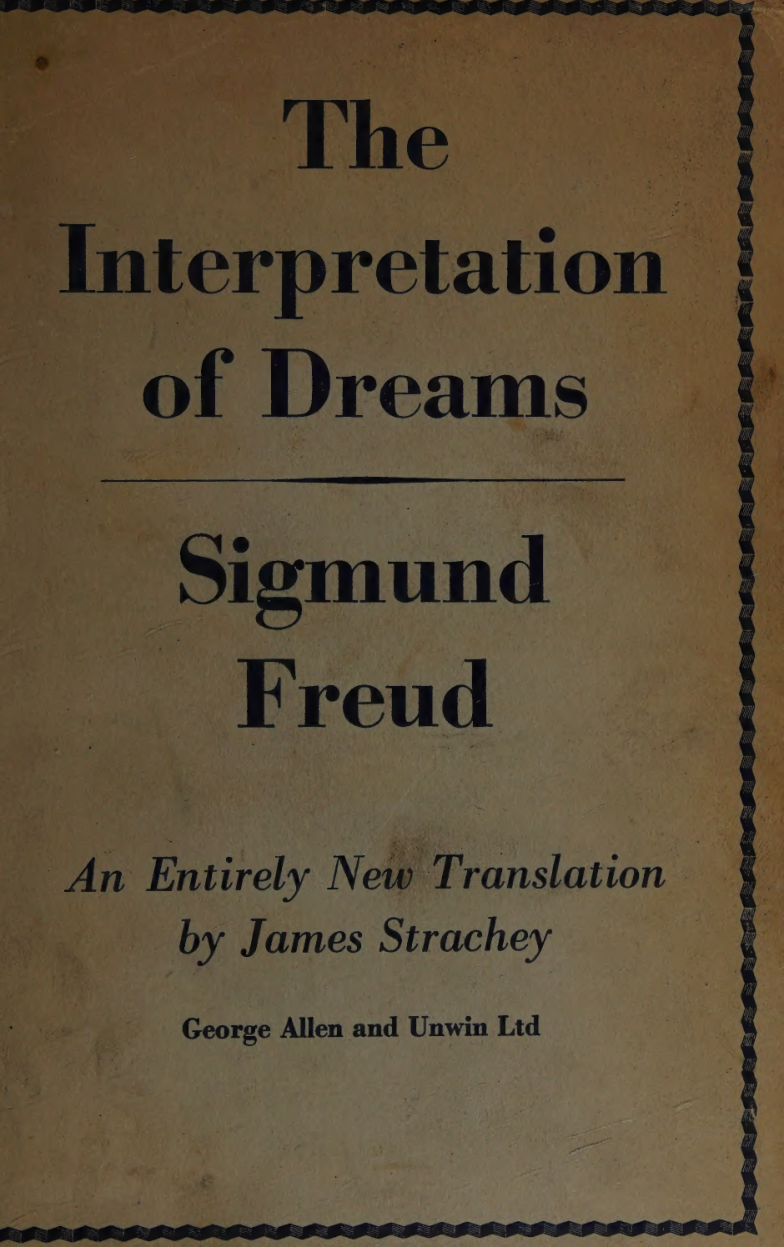 The
Interpretation
of Dreams
Sigmund
Freud
An Entirely New Translation
by James Strachey
George Allen and Unwin Ltd